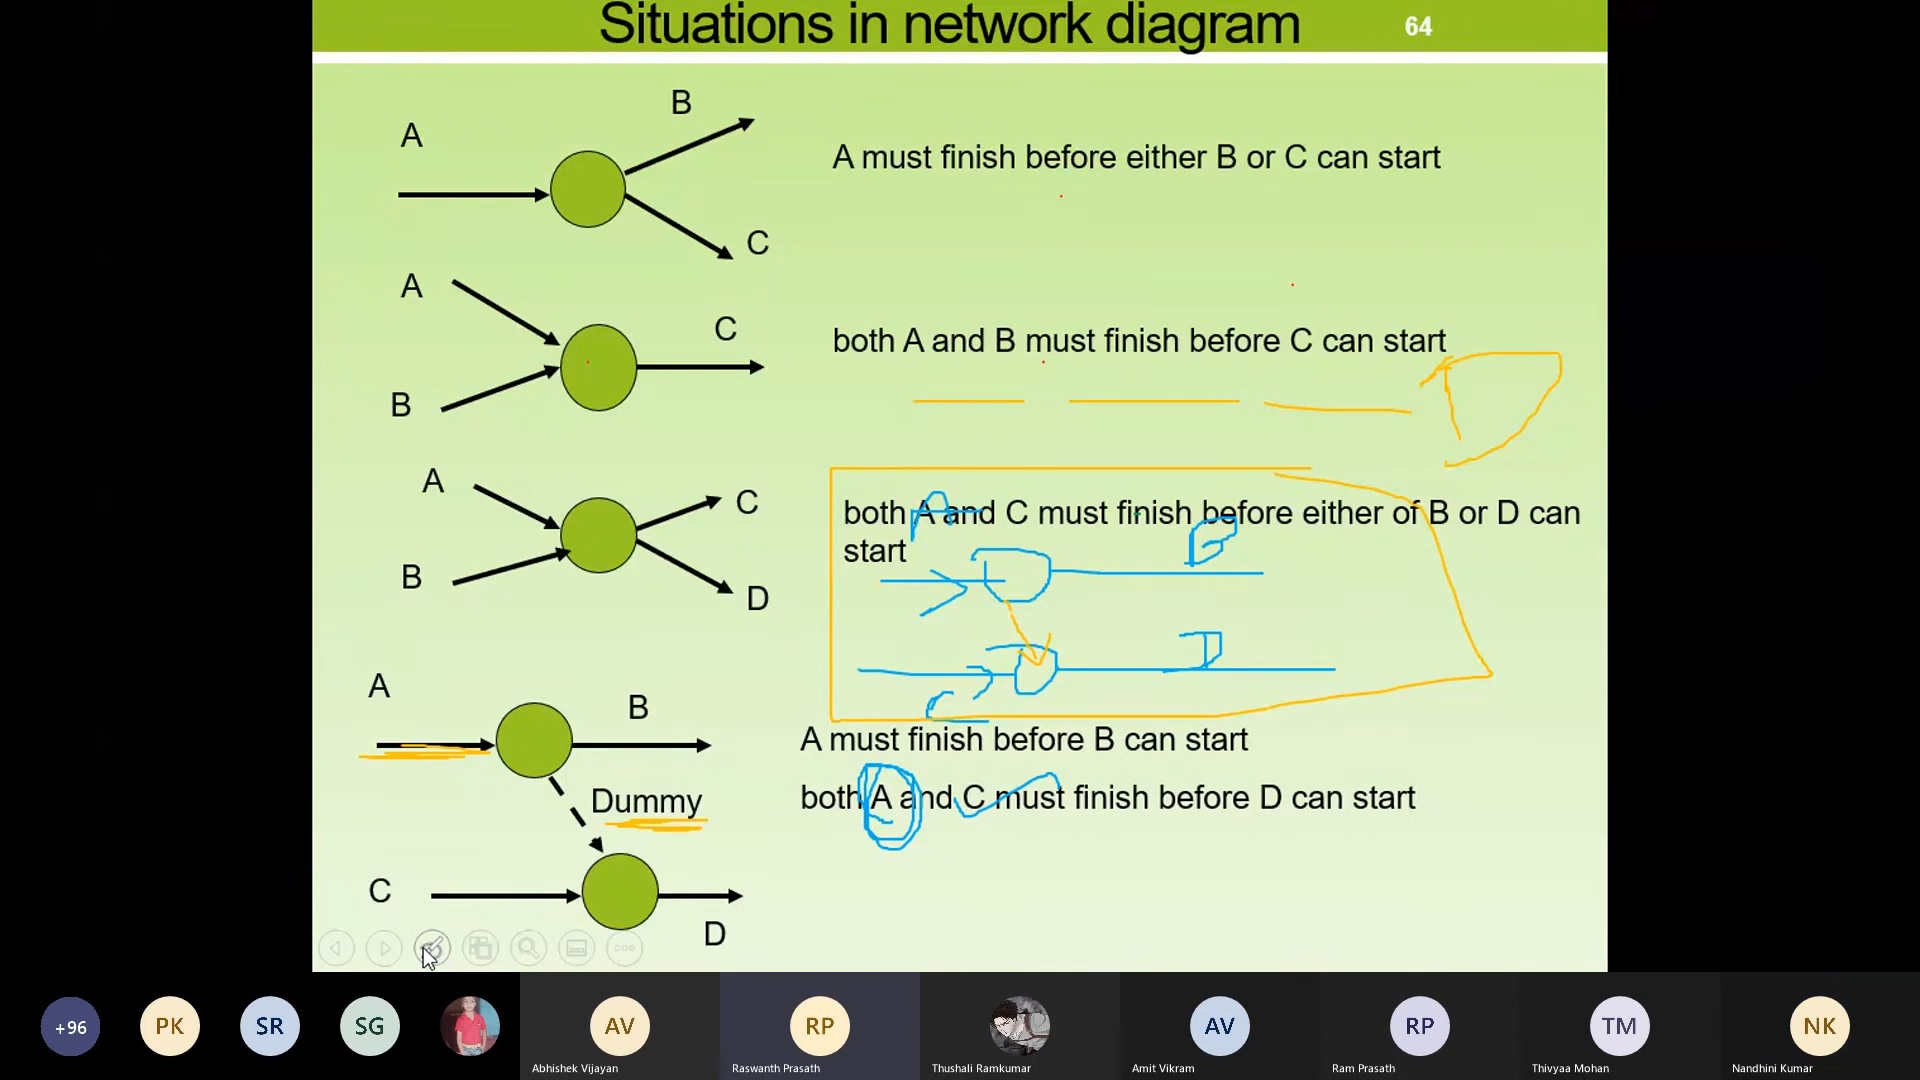 Situations in network diagram
64
A
B
C
A must finish before either B or C can start
A
B
C
both A and B must finish before C can start
A
B
C
D
both A and C must finish before either of B or D can
start
A
B
C
D
A
B
Dummy
C
D
A must finish before B can start
both A and C must finish before D can start
+96
PK
SR
SG
AV
RP
AV
RP
TM
NK
Abhishek Vijayan
Raswanth Prasath
Thushali Ramkumar
Amit Vikram
Ram Prasath
Thivyaa Mohan
Nandhini Kumar